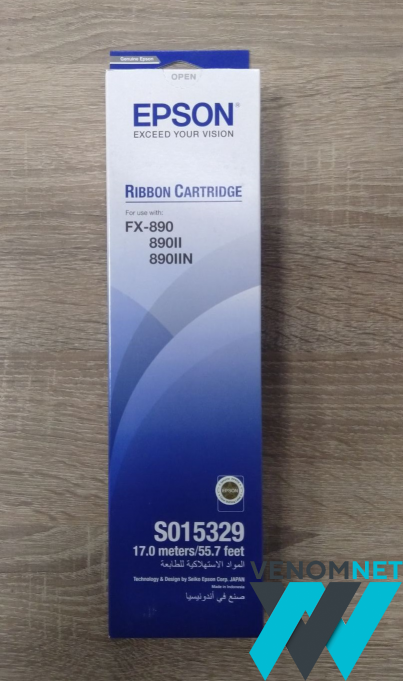 Genuine Epson
OPEN
EPSON®
EXCEED YOUR VISION
RIBBON CARTRIDGE
For use with:
FX-890
890II
890IIN
EPSON
S015329
17.0 meters/55.7 feet
المواد الاستهلاكية للطابعة
Technology & Design by Seiko Epson Corp. JAPAN
Made in Indonesia
صنع في أندونيسيا
VENOMNET